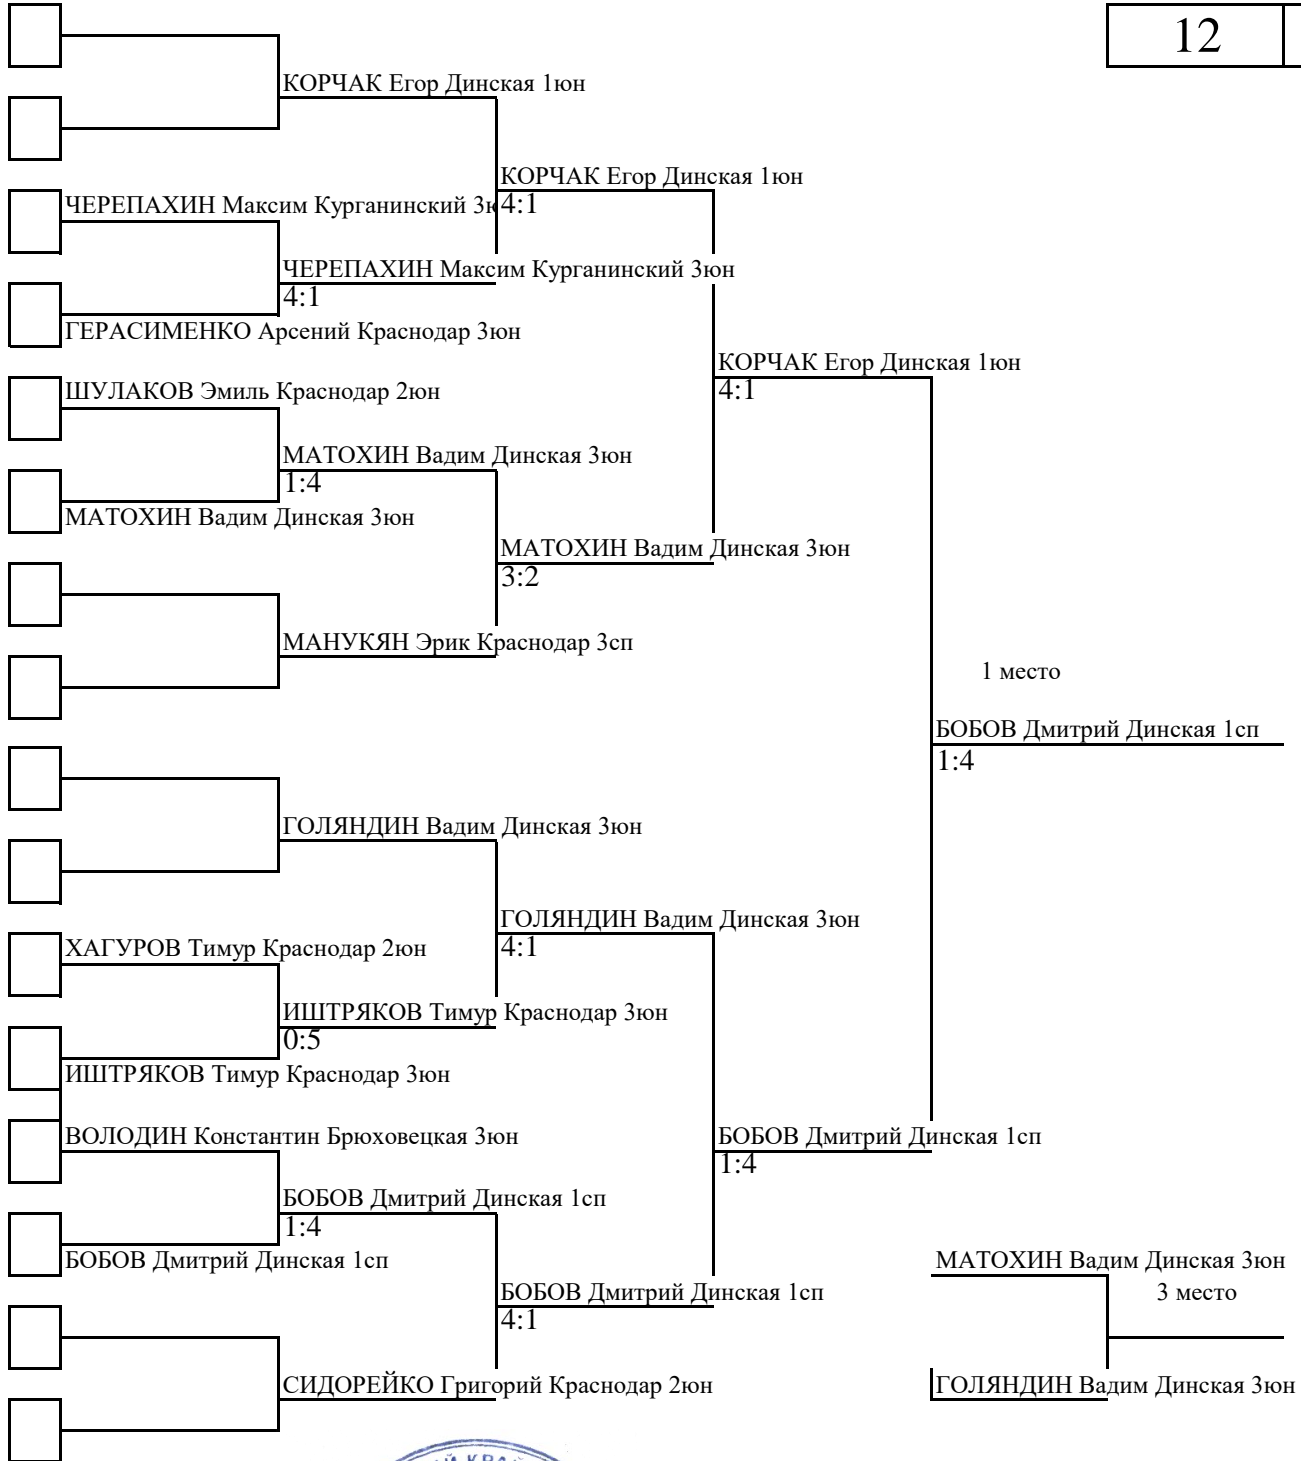 12
КОРЧАК Егор Динская 1юн
КОРЧАК Егор Динская 1юн
4:1
ЧЕРЕПАХИН Максим Курганинский 3ю
ЧЕРЕПАХИН Максим Курганинский 3юн
4:1
ГЕРАСИМЕНКО Арсений Краснодар 3юн
КОРЧАК Егор Динская 1юн
4:1
ШУЛАКОВ Эмиль Краснодар 2юн
МАТОХИН Вадим Динская 3юн
1:4
МАТОХИН Вадим Динская 3юн
МАТОХИН Вадим Динская 3юн
3:2
МАНУКЯН Эрик Краснодар 3сп
1 место
БОБОВ Дмитрий Динская 1сп
1:4
ГОЛЯНДИН Вадим Динская 3юн
ГОЛЯНДИН Вадим Динская 3юн
4:1
ХАГУРОВ Тимур Краснодар 2юн
ИШТРЯКОВ Тимур Краснодар 3юн
0:5
ИШТРЯКОВ Тимур Краснодар 3юн
ВОЛОДИН Константин Брюховецкая 3юн
БОБОВ Дмитрий Динская 1сп
1:4
БОБОВ Дмитрий Динская 1сп
1:4
БОБОВ Дмитрий Динская 1сп
МАТОХИН Вадим Динская 3юн
БОБОВ Дмитрий Динская 1сп
4:1
3 место
СИДОРЕЙКО Григорий Краснодар 2юн
ГОЛЯНДИН Вадим Динская 3юн